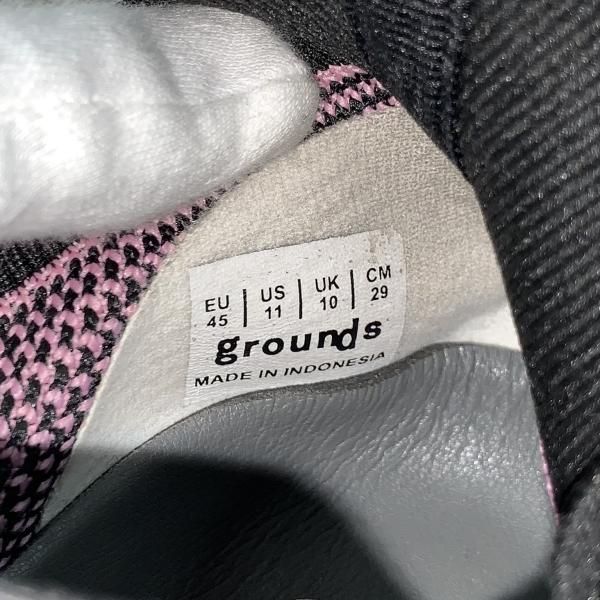 EU | US | UK | CM
45 | 11 | 10 | 29
grounds
MADE IN INDONESIA